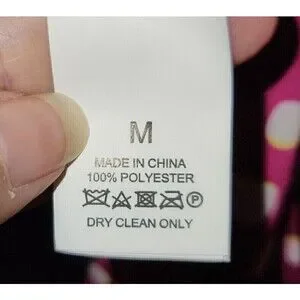 M
MADE IN CHINA
100% POLYESTER
P
DRY CLEAN ONLY